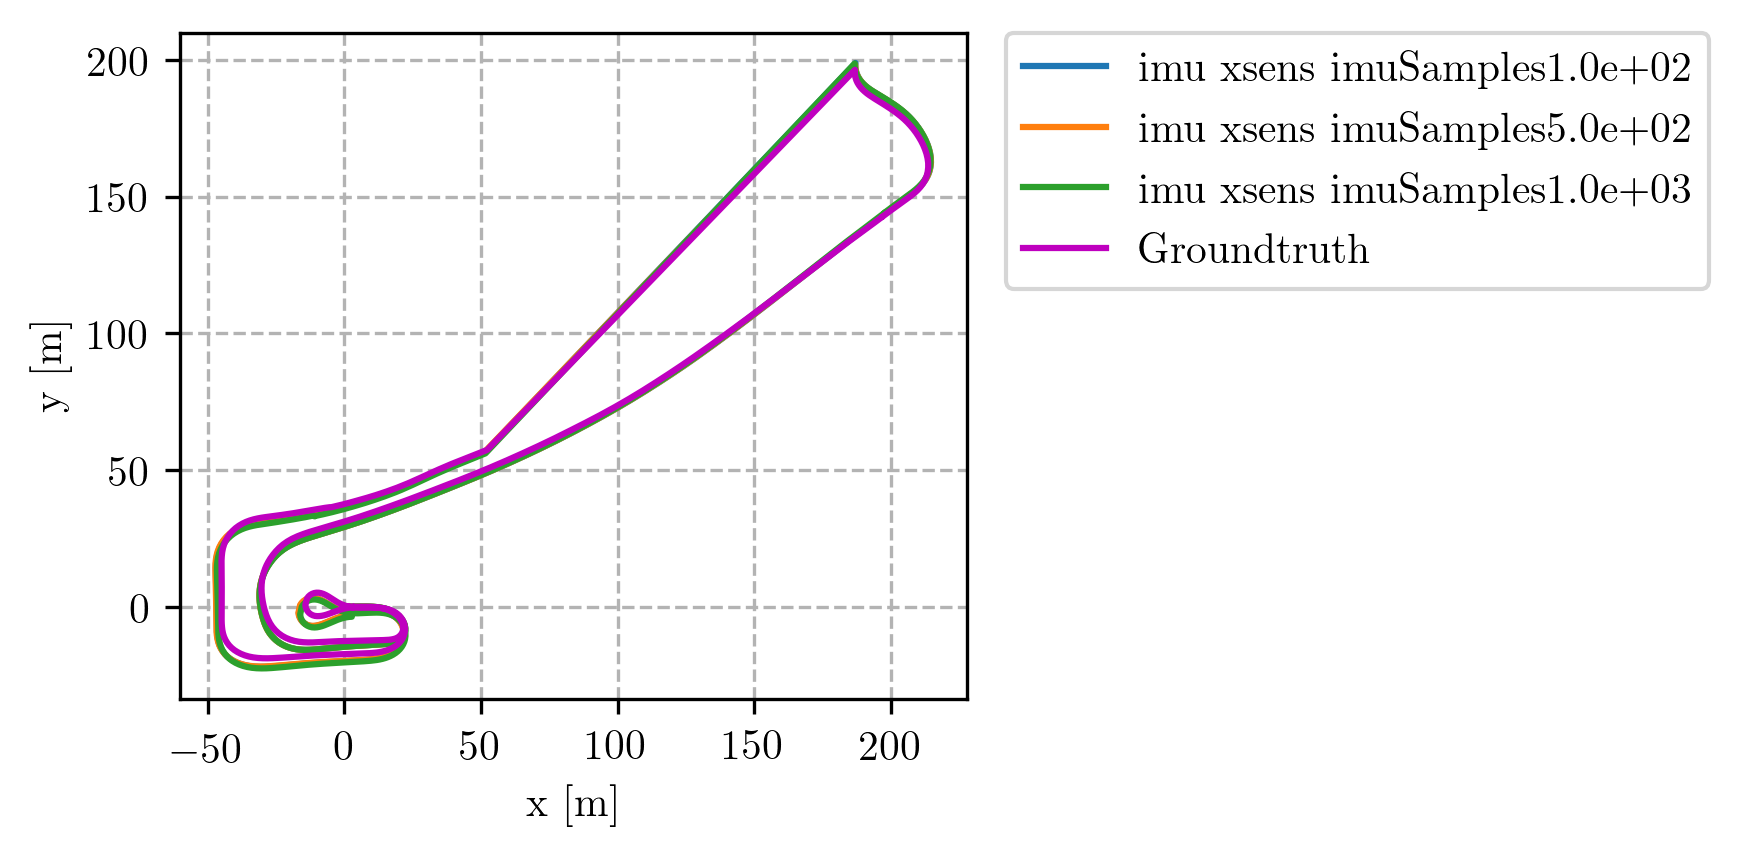 200
150
100
50
0
−50
0
50
100
150
200
x [m]
y [m]
imu xsens imuSamples1.0e+02
imu xsens imuSamples5.0e+02
imu xsens imuSamples1.0e+03
Groundtruth